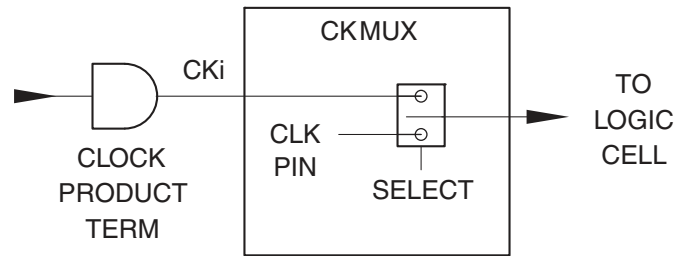 CKMUX
CKi
CLK
PIN
SELECT
CLOCK
PRODUCT
TERM
TO
LOGIC
CELL